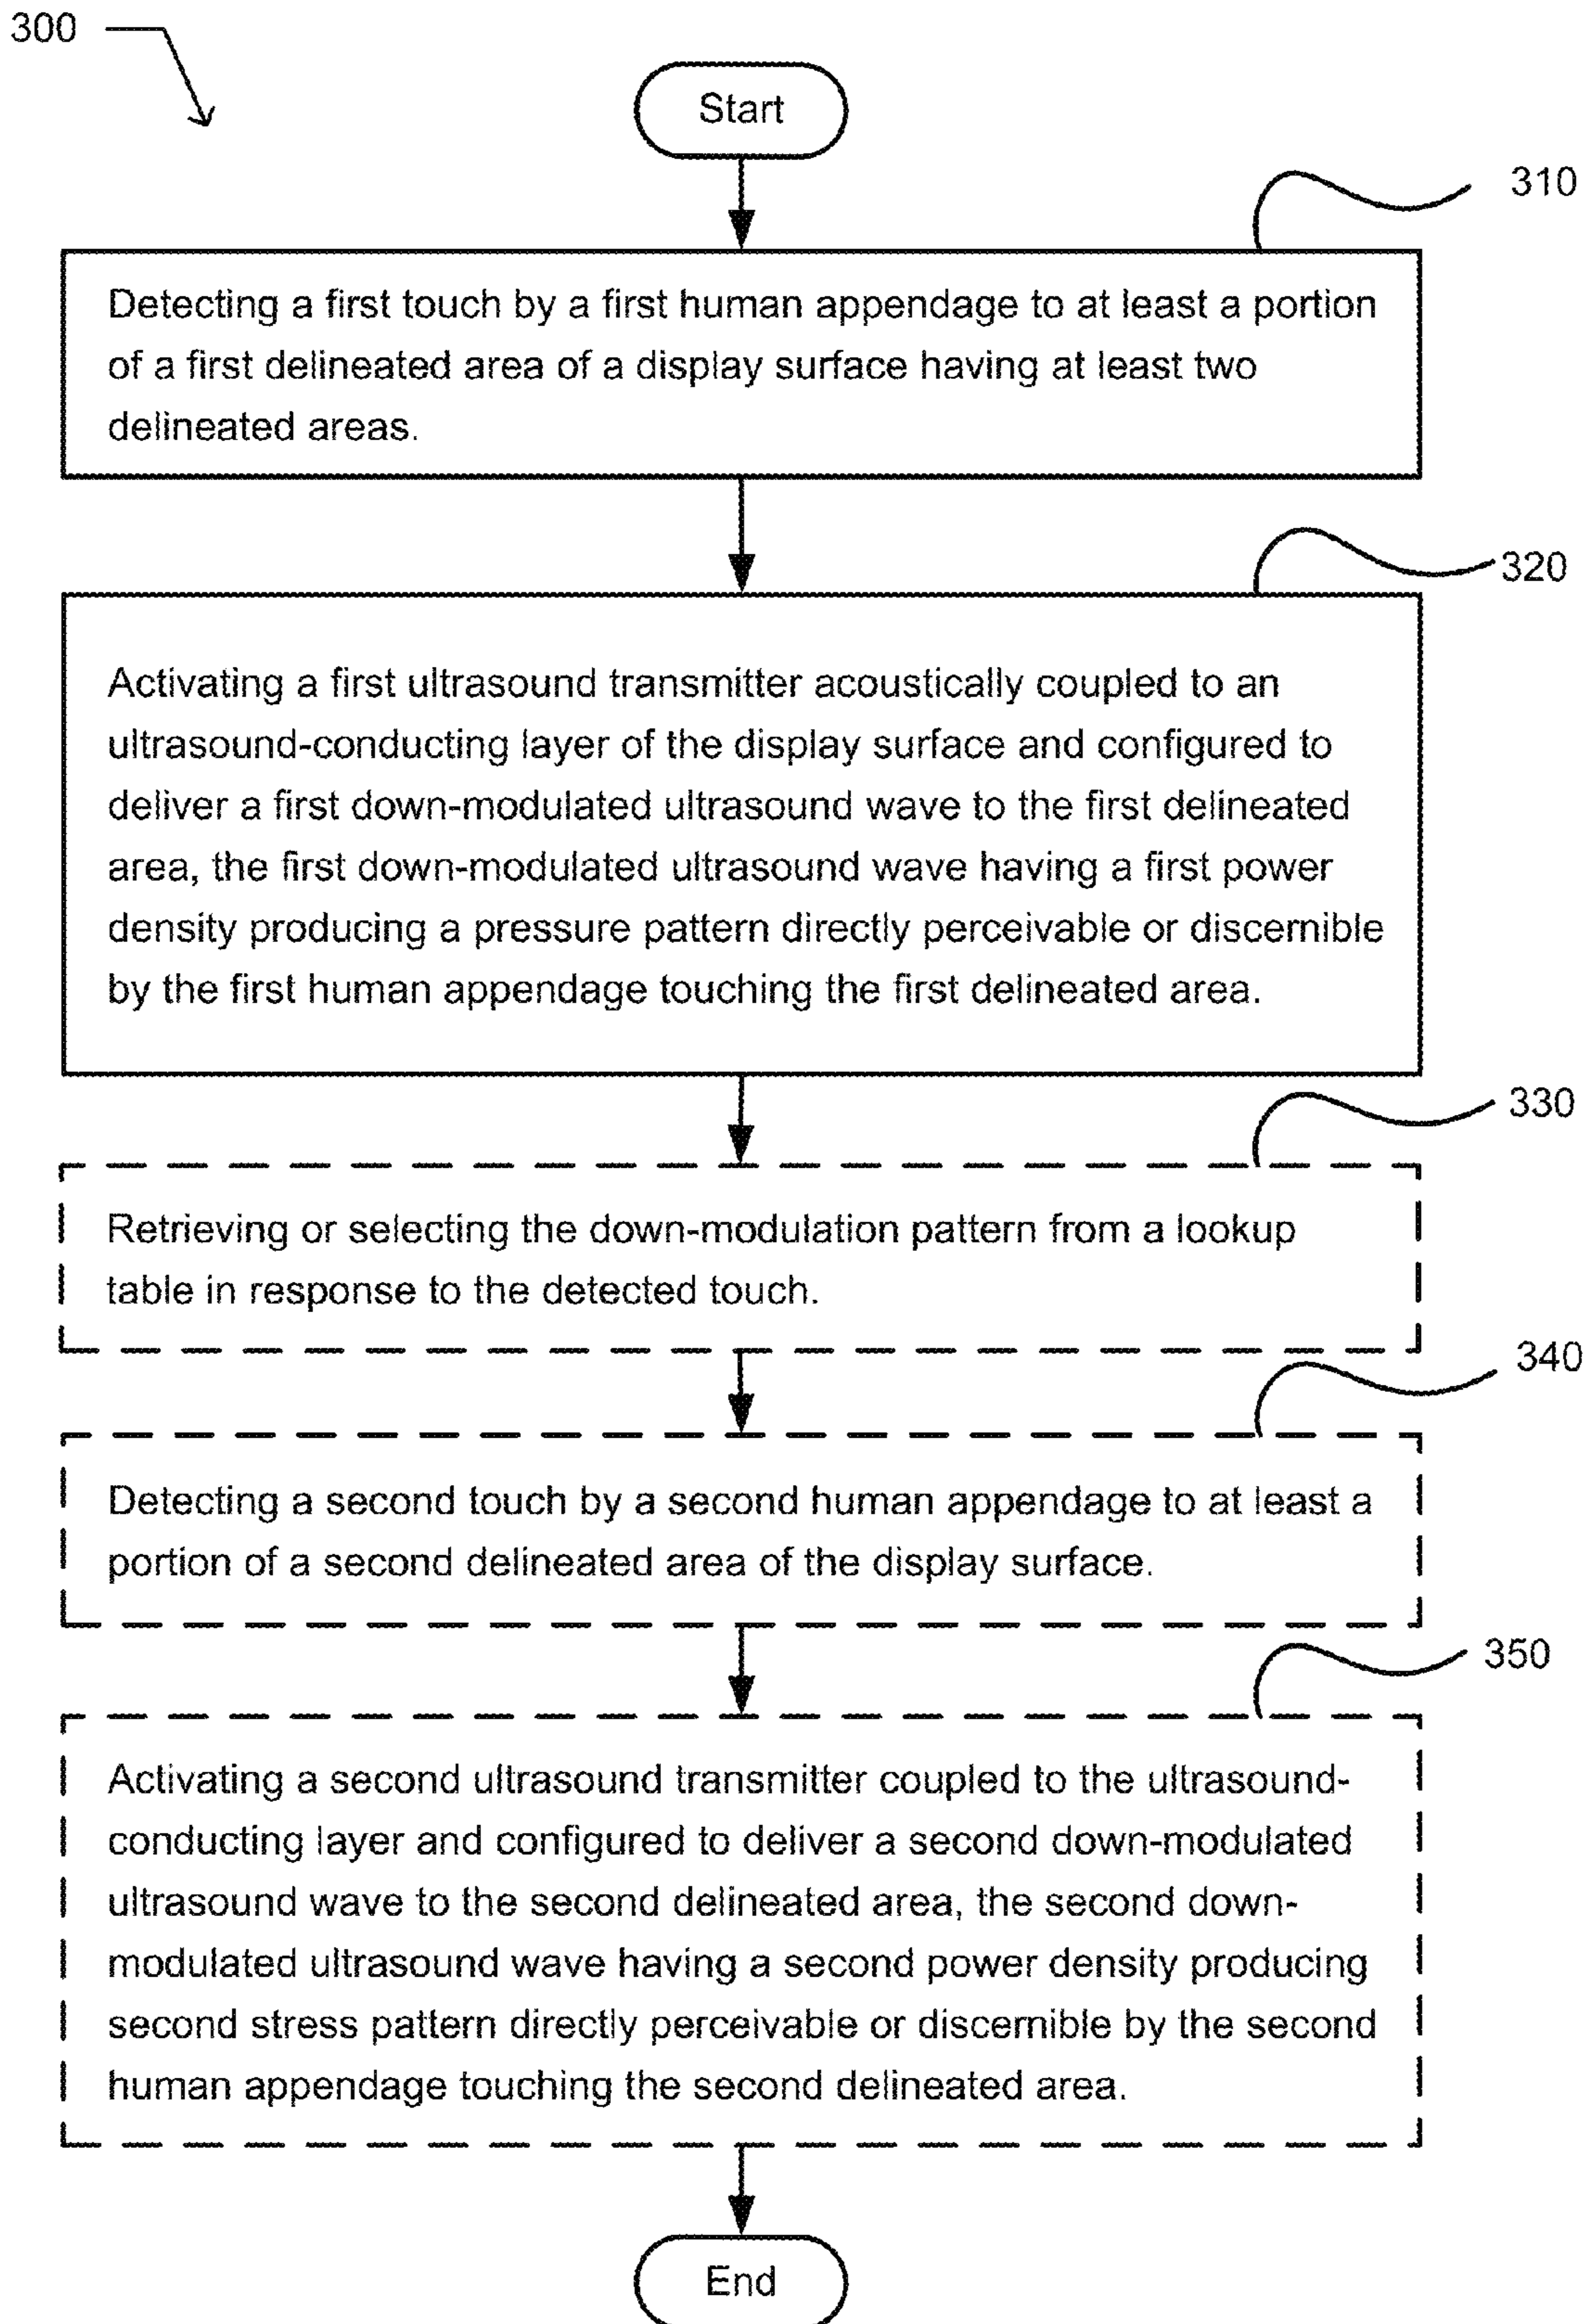 300
Start
310
Detecting a first touch by a first human appendage to at least a portion
of a first delineated area of a display surface having at least two
delineated areas.
320
Activating a first ultrasound transmitter acoustically coupled to an
ultrasound-conducting layer of the display surface and configured to
deliver a first down-modulated ultrasound wave to the first delineated
area, the first down-modulated ultrasound wave having a first power
density producing a pressure pattern directly perceivable or discernible
by the first human appendage touching the first delineated area.
330
Retrieving or selecting the down-modulation pattern from a lookup
table in response to the detected touch.
340
Detecting a second touch by a second human appendage to at least a
portion of a second delineated area of the display surface.
350
Activating a second ultrasound transmitter coupled to the ultrasound-
conducting layer and configured to deliver a second down-modulated
ultrasound wave to the second delineated area, the second down-
modulated ultrasound wave having a second power density producing
second stress pattern directly perceivable or discernible by the second
human appendage touching the second delineated area.
End